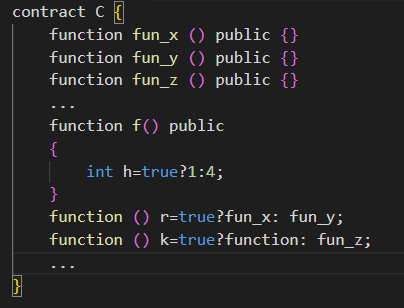 contract C {
function fun_x () public {}
function fun_y () public {}
function fun_z () public {}
...
function f() public
{
int h=true?1:4;
}
function () r=true?fun_x: fun_y;
function () k=true?function: fun_z;
...
}